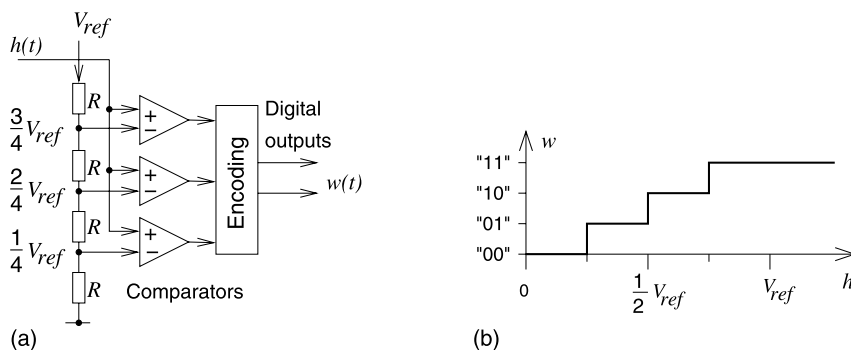 V_ref
h(t)
R
3/4 V_ref
+
−
R
2/4 V_ref
+
−
R
1/4 V_ref
+
−
R
Encoding
Digital
outputs
w(t)
Comparators
(a)
w
"11"
"10"
"01"
"00"
0
1/2 V_ref
V_ref
h
(b)